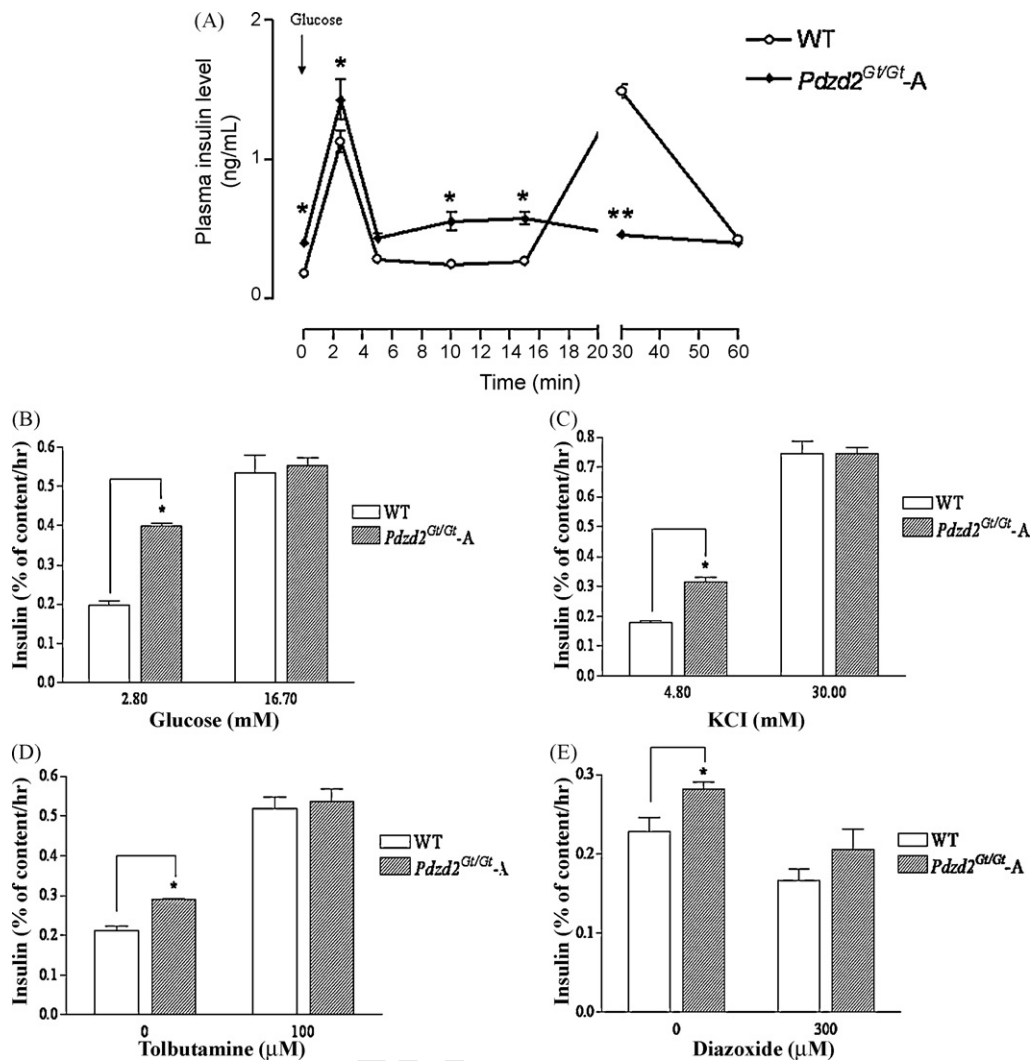 (A)
Glucose
2
1
0
Plasma insulin level
(ng/mL)
*
*
*
*
**
WT
Pdzd2Gt/Gt-A
0 2 4 6 8 10 12 14 16 18 20 30 40 50 60
Time (min)
(B)
0.6
0.5
0.4
0.3
0.2
0.1
0.0
Insulin (% of content/hr)
*
WT
Pdzd2Gt/Gt-A
2.80 16.70
Glucose (mM)
(C)
0.8
0.7
0.6
0.5
0.4
0.3
0.2
0.1
0.0
Insulin (% of content/hr)
*
WT
Pdzd2Gt/Gt-A
4.80 30.00
KCI (mM)
(D)
0.6
0.5
0.4
0.3
0.2
0.1
0.0
Insulin (% of content/hr)
*
WT
Pdzd2Gt/Gt-A
0 100
Tolbutamine (µM)
(E)
0.3
0.2
0.1
0.0
Insulin (% of content/hr)
*
WT
Pdzd2Gt/Gt-A
0 300
Diazoxide (µM)